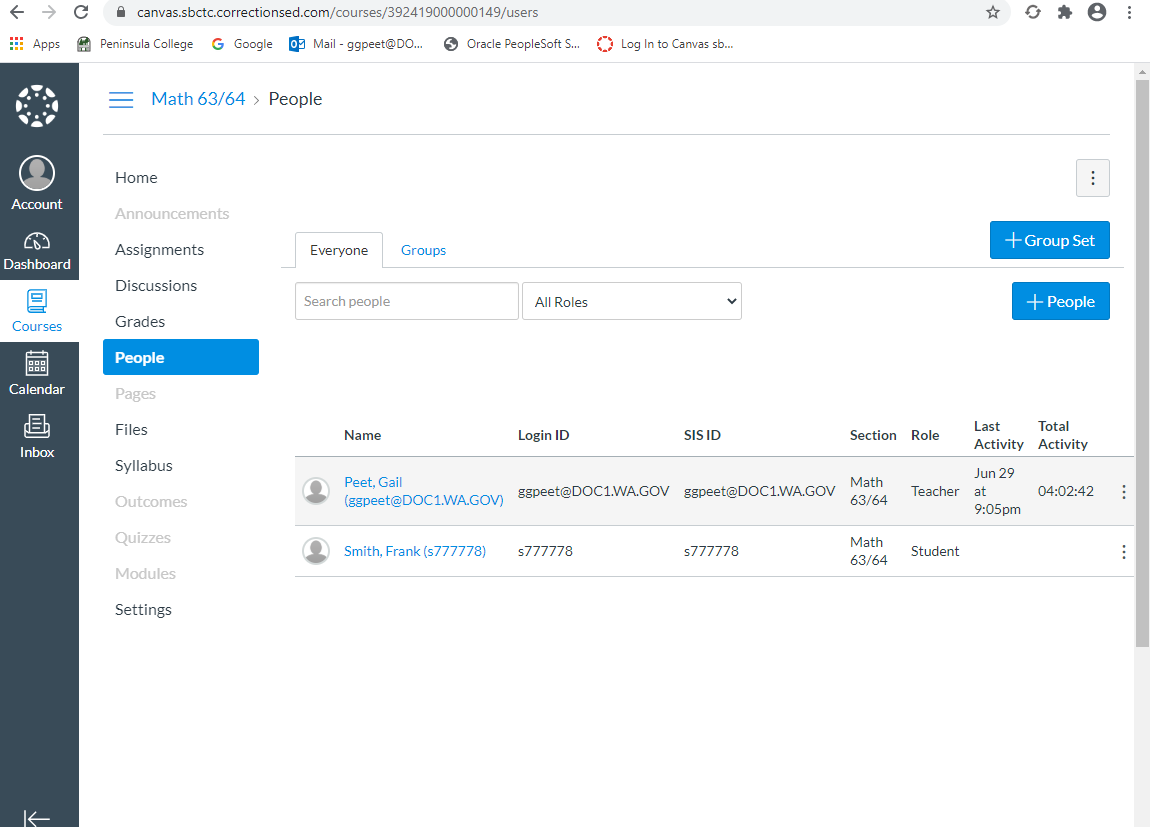 canvas.sbctc.correctionsed.com/courses/392419000000149/users
Apps Peninsula College Google Mail - ggpeet@DO... Oracle PeopleSoft S... Log In to Canvas sb...
Math 63/64 > People
Account
Dashboard
Courses
Calendar
Inbox
Home
Announcements
Assignments
Discussions
Grades
People
Pages
Files
Syllabus
Outcomes
Quizzes
Modules
Settings
Everyone Groups
+ Group Set
Search people All Roles
+ People
Name Login ID SIS ID Section Role Last Activity Total Activity
Peet, Gail (ggpeet@DOC1.WA.GOV) ggpeet@DOC1.WA.GOV ggpeet@DOC1.WA.GOV Math 63/64 Teacher Jun 29 at 9:05pm 04:02:42
Smith, Frank (s777778) s777778 s777778 Math 63/64 Student